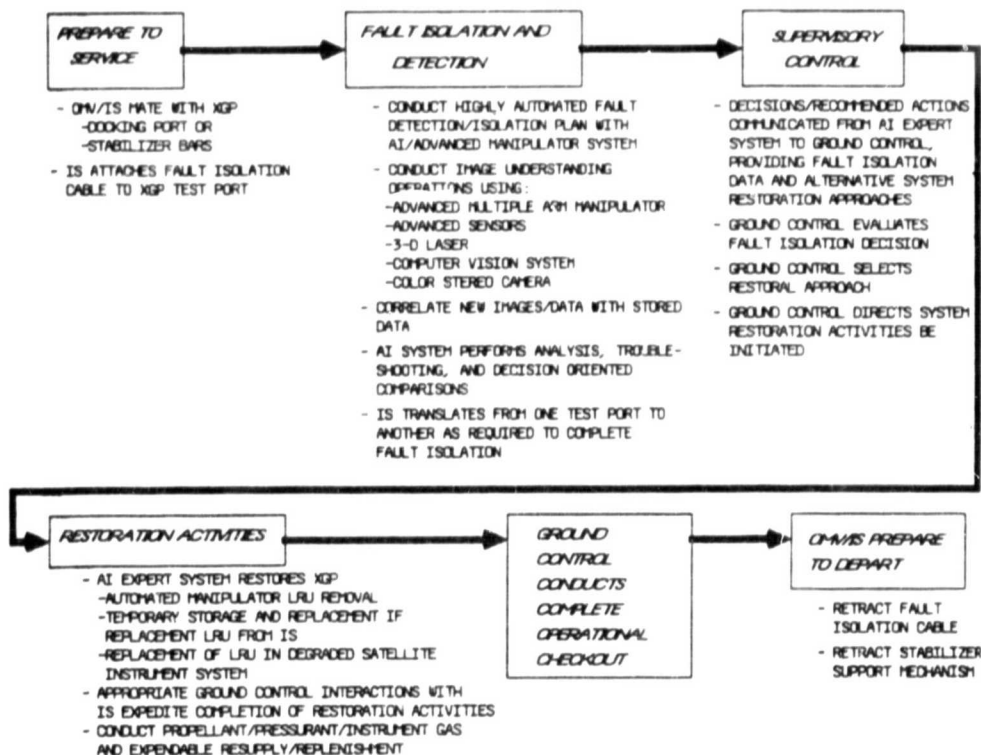 PREPARE TO
SERVICE
- OMV/IS MATE WITH XGP
-DOCKING PORT OR
-STABILIZER BARS
- IS ATTACHES FAULT ISOLATION
CABLE TO XGP TEST PORT
FAULT ISOLATION AND
DETECTION
- CONDUCT HIGHLY AUTOMATED FAULT
DETECTION/ISOLATION PLAN WITH
AI/ADVANCED MANIPULATOR SYSTEM
- CONDUCT IMAGE UNDERSTANDING
OPERATIONS USING:
-ADVANCED MULTIPLE ARM MANIPULATOR
-ADVANCED SENSORS
-3-D LASER
-COMPUTER VISION SYSTEM
-COLOR STEREO CAMERA
- CORRELATE NEW IMAGES/DATA WITH STORED
DATA
- AI SYSTEM PERFORMS ANALYSIS, TROUBLE-
SHOOTING, AND DECISION ORIENTED
COMPARISONS
- IS TRANSLATES FROM ONE TEST PORT TO
ANOTHER AS REQUIRED TO COMPLETE
FAULT ISOLATION
SUPERVISORY
CONTROL
- DECISIONS/RECOMMENDED ACTIONS
COMMUNICATED FROM AI EXPERT
SYSTEM TO GROUND CONTROL,
PROVIDING FAULT ISOLATION
DATA AND ALTERNATIVE SYSTEM
RESTORATION APPROACHES
- GROUND CONTROL EVALUATES
FAULT ISOLATION DECISION
- GROUND CONTROL SELECTS
RESTORAL APPROACH
- GROUND CONTROL DIRECTS SYSTEM
RESTORATION ACTIVITIES BE
INITIATED
RESTORATION ACTIVITIES
- AI EXPERT SYSTEM RESTORES XGP
-AUTOMATED MANIPULATOR LRU REMOVAL
-TEMPORARY STORAGE AND REPLACEMENT IF
REPLACEMENT LRU FROM IS
-REPLACEMENT OF LRU IN DEGRADED SATELLITE
INSTRUMENT SYSTEM
- APPROPRIATE GROUND CONTROL INTERACTIONS WITH
IS EXPEDITE COMPLETION OF RESTORATION ACTIVITIES
- CONDUCT PROPELLANT/PRESSURANT/INSTRUMENT GAS
AND EXPENDABLE RESUPPLY/REPLENISHMENT
GROUND
CONTROL
CONDUCTS
COMPLETE
OPERATIONAL
CHECKOUT
OMV/IS PREPARE
TO DEPART
- RETRACT FAULT
ISOLATION CABLE
- RETRACT STABILIZER
SUPPORT MECHANISM